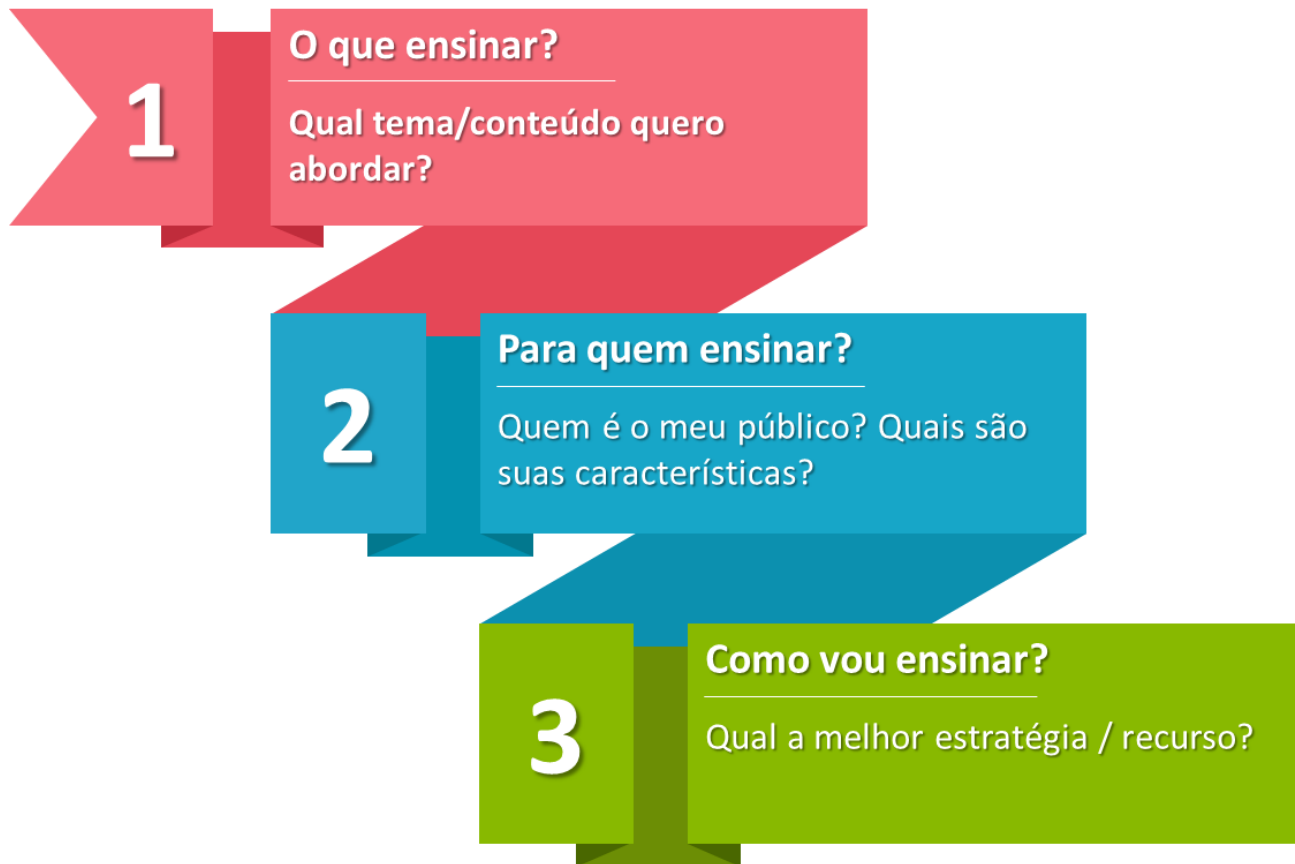 1
O que ensinar?
Qual tema/conteúdo quero
abordar?
2
Para quem ensinar?
Quem é o meu público? Quais são
suas características?
3
Como vou ensinar?
Qual a melhor estratégia / recurso?